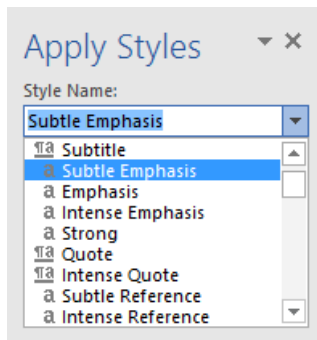 Apply Styles
Style Name:
Subtle Emphasis
¶a Subtitle
a Subtle Emphasis
a Emphasis
a Intense Emphasis
a Strong
¶a Quote
¶a Intense Quote
a Subtle Reference
a Intense Reference